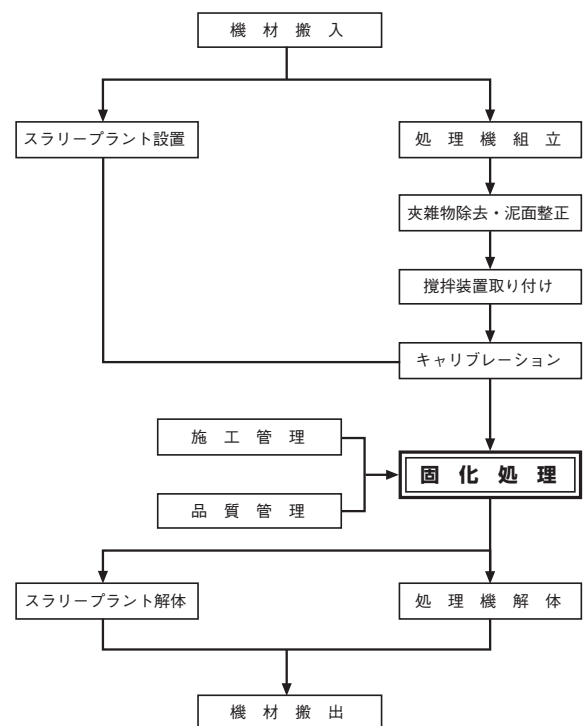 機材搬入
スラリープラント設置
処理機組立
夾雑物除去・泥面整正
攪拌装置取り付け
キャリブレーション
施工管理
固化処理
品質管理
スラリープラント解体
処理機解体
機材搬出